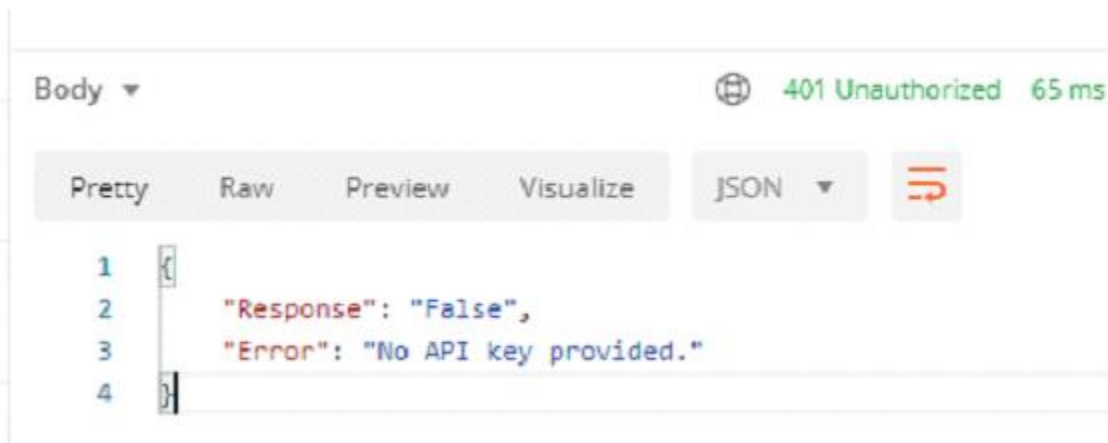 Body 401 Unauthorized 65 ms
Pretty Raw Preview Visualize JSON
1 {
2 "Response": "False",
3 "Error": "No API key provided."
4 }